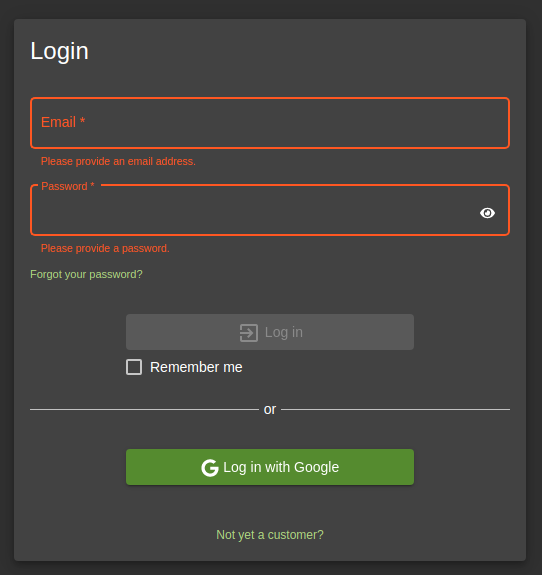 Login
Email *
Please provide an email address.
Password *
Please provide a password.
Forgot your password?
Log in
Remember me
or
Log in with Google
Not yet a customer?